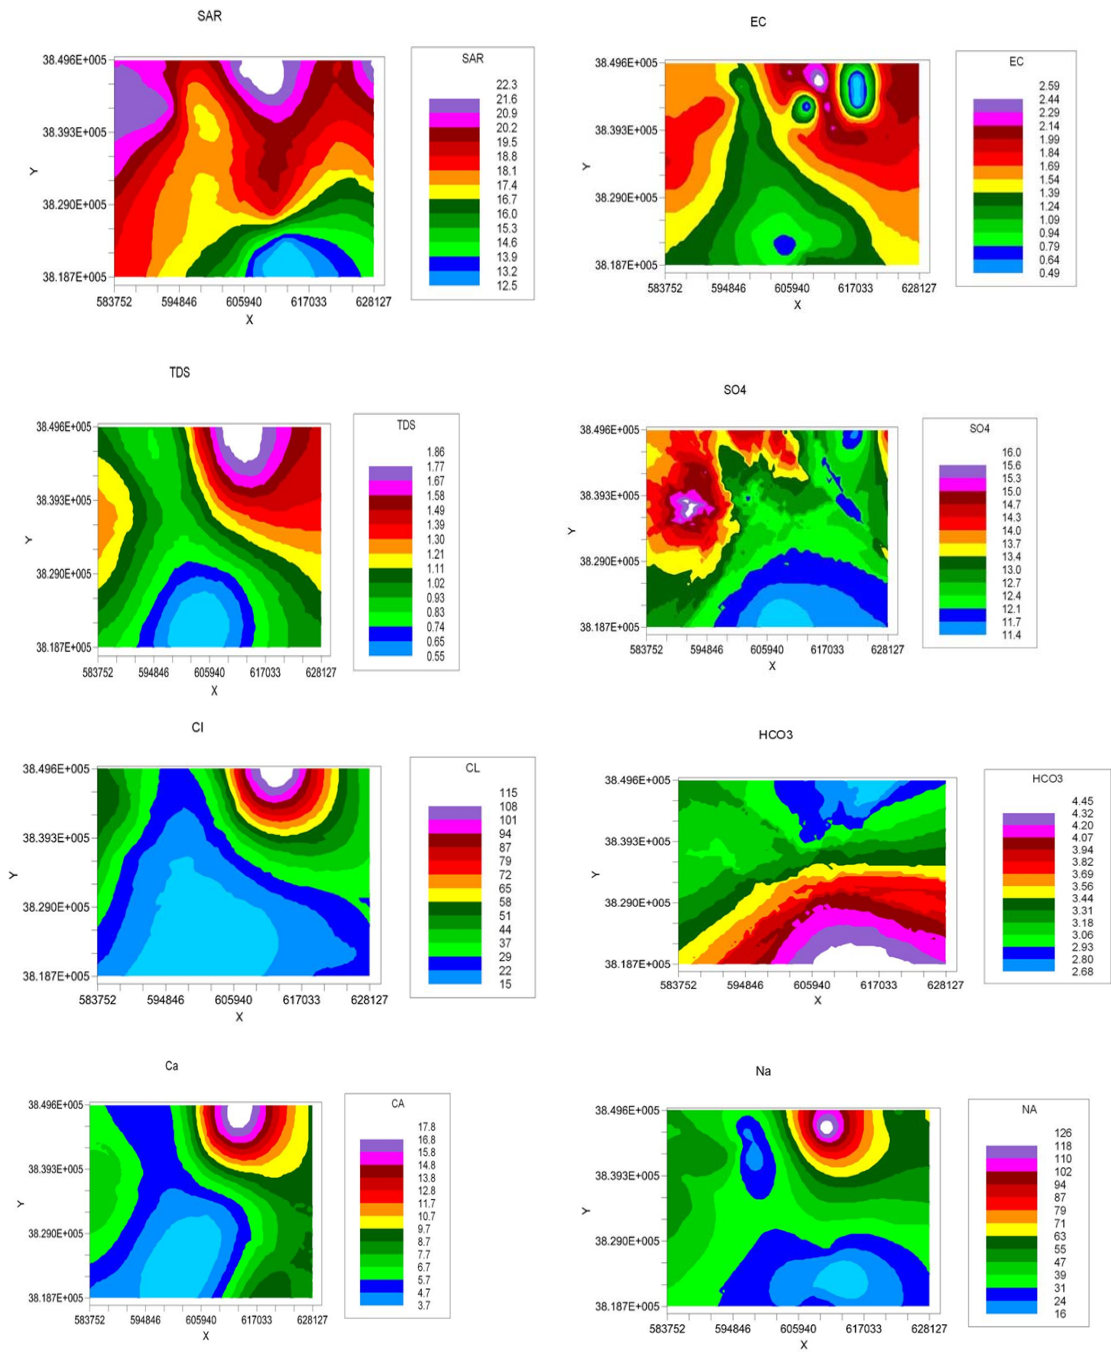 SAR
EC
38.496E+005
38.393E+005
38.290E+005
38.187E+005
Y
583752 594846 605940 617033 628127
X
SAR
22.3
21.6
20.9
20.2
19.5
18.8
18.1
17.4
16.7
16.0
15.3
14.6
13.9
13.2
12.5
38.496E+005
38.393E+005
38.290E+005
38.187E+005
Y
583752 594846 605940 617033 628127
X
EC
2.59
2.44
2.29
2.14
1.99
1.84
1.69
1.54
1.39
1.24
1.09
0.94
0.79
0.64
0.49
TDS
SO4
38.496E+005
38.393E+005
38.290E+005
38.187E+005
Y
583752 594846 605940 617033 628127
X
TDS
1.86
1.77
1.67
1.58
1.49
1.39
1.30
1.21
1.11
1.02
0.93
0.83
0.74
0.65
0.55
38.496E+005
38.393E+005
38.290E+005
38.187E+005
Y
583752 594846 605940 617033 628127
X
SO4
16.0
15.6
15.3
15.0
14.7
14.3
14.0
13.7
13.4
13.0
12.7
12.4
12.1
11.7
11.4
Cl
HCO3
38.496E+005
38.393E+005
38.290E+005
38.187E+005
Y
583752 594846 605940 617033 628127
X
CL
115
108
101
94
87
79
72
65
58
51
44
37
29
22
15
38.496E+005
38.393E+005
38.290E+005
38.187E+005
Y
583752 594846 605940 617033 628127
X
HCO3
4.45
4.32
4.20
4.07
3.94
3.82
3.69
3.56
3.44
3.31
3.18
3.06
2.93
2.80
2.68
Ca
Na
38.496E+005
38.393E+005
38.290E+005
38.187E+005
Y
583752 594846 605940 617033 628127
X
CA
17.8
16.8
15.8
14.8
13.8
12.8
11.7
10.7
9.7
8.7
7.7
6.7
5.7
4.7
3.7
38.496E+005
38.393E+005
38.290E+005
38.187E+005
Y
583752 594846 605940 617033 628127
X
NA
126
118
110
102
94
87
79
71
63
55
47
39
31
24
16